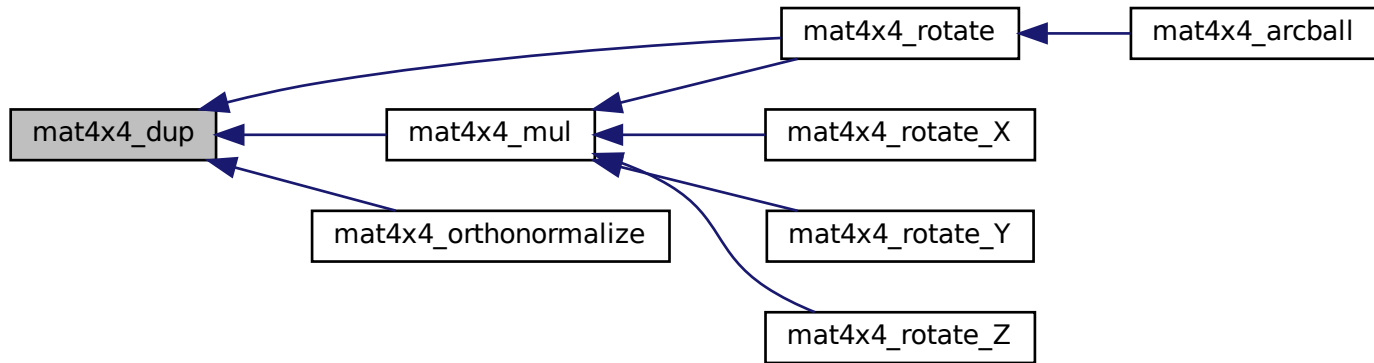 mat4x4_rotate
mat4x4_arcball
mat4x4_dup
mat4x4_mul
mat4x4_rotate_X
mat4x4_orthonormalize
mat4x4_rotate_Y
mat4x4_rotate_Z